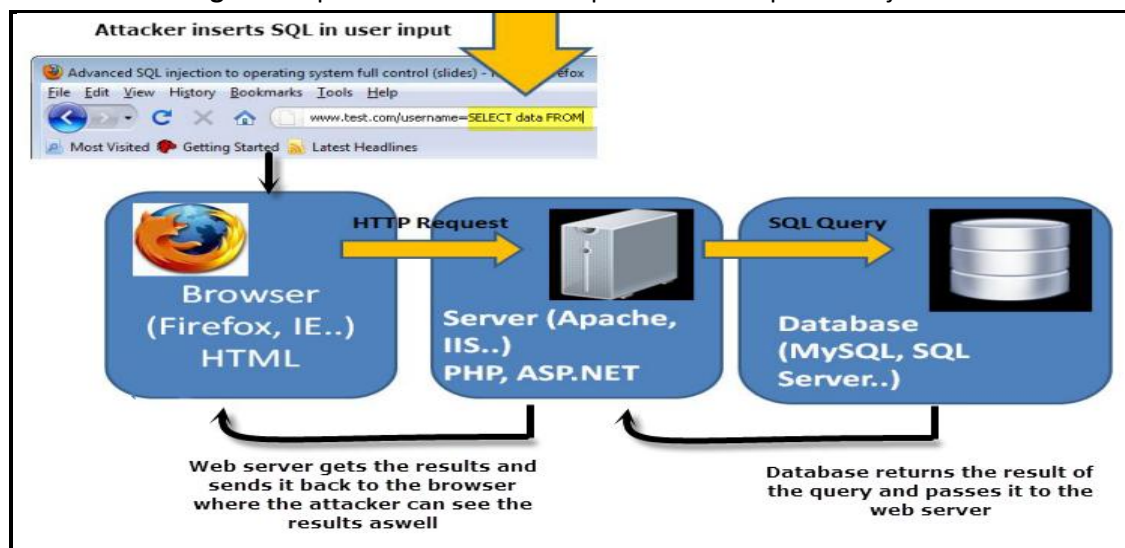 Attacker inserts SQL in user input
Advanced SQL injection to operating system full control (slides) -
File Edit View History Bookmarks Tools Help
www.test.com/username=SELECT data FROM
Most Visited Getting Started Latest Headlines
HTTP Request
SQL Query
Browser
(Firefox, IE..)
HTML
Server (Apache,
IIS..)
PHP, ASP.NET
Database
(MySQL, SQL
Server..)
Web server gets the results and
sends it back to the browser
where the attacker can see the
results aswell
Database returns the result of
the query and passes it to the
web server